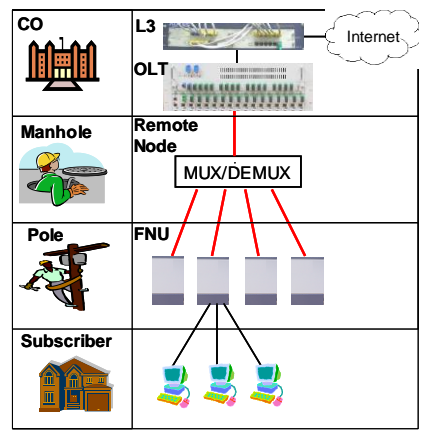 CO
L3
Internet
OLT
Manhole
Remote
Node
MUX/DEMUX
Pole
FNU
Subscriber